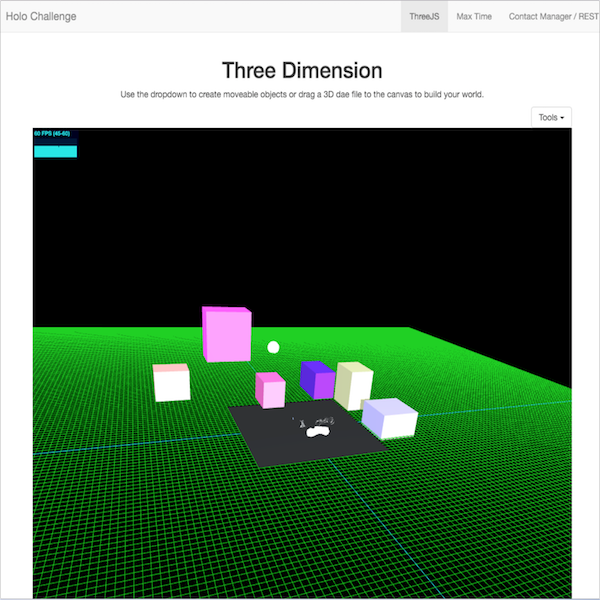 Holo Challenge
ThreeJS
Max Time
Contact Manager / REST
Three Dimension
Use the dropdown to create moveable objects or drag a 3D dae file to the canvas to build your world.
Tools
60 FPS (45-60)